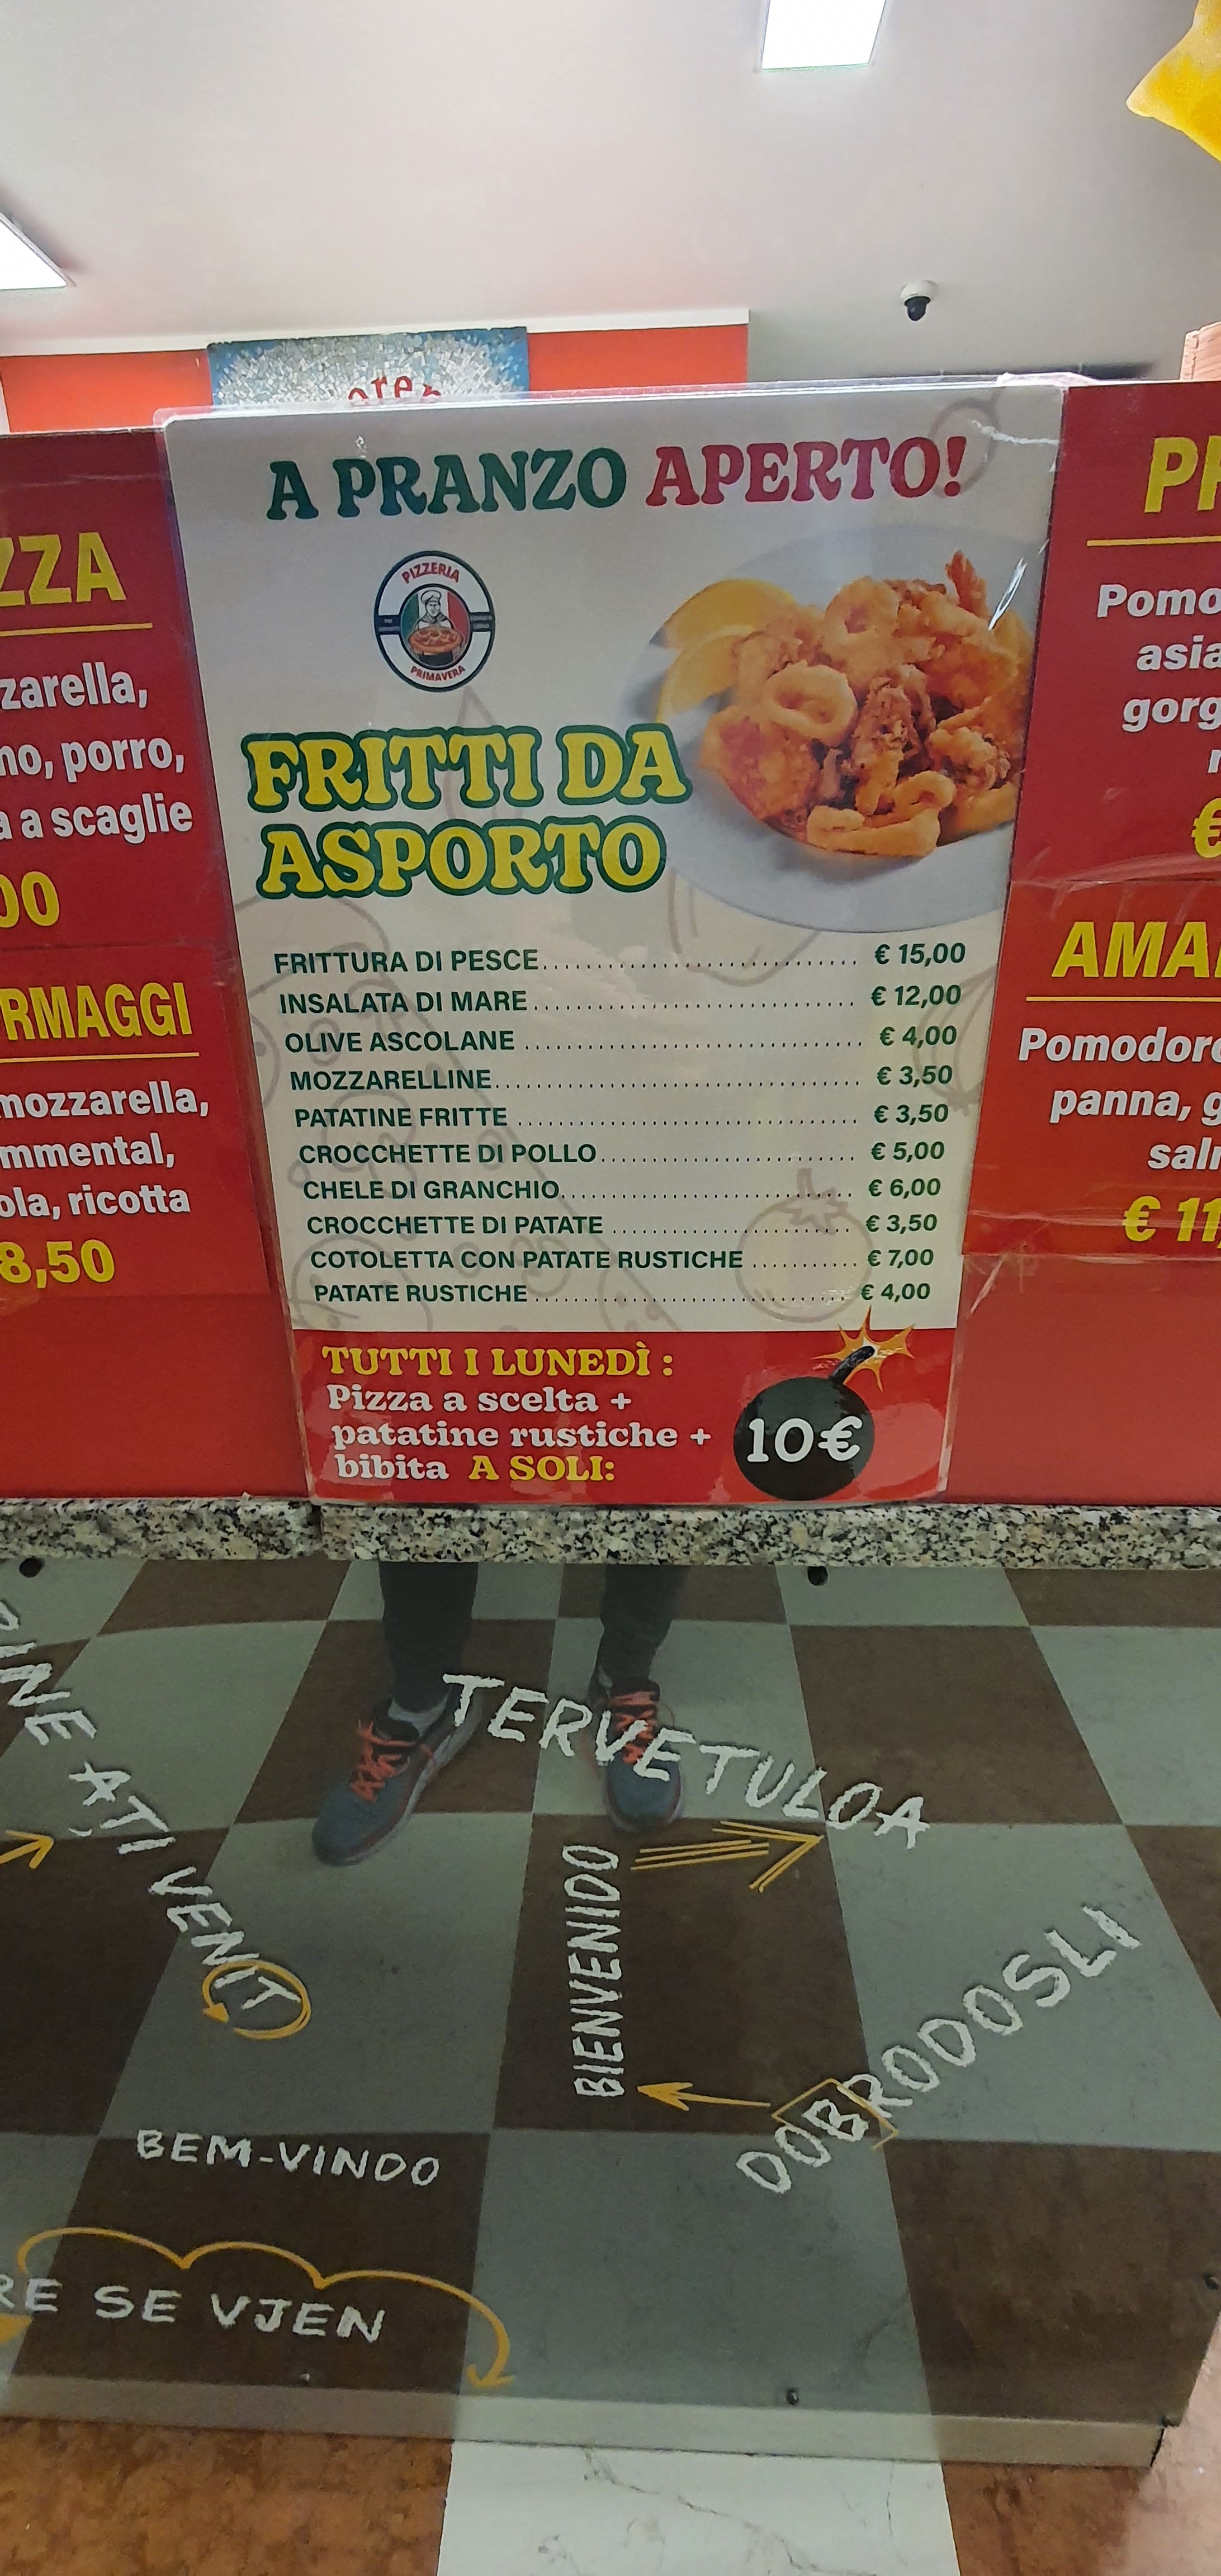 A PRANZO APERTO!
PIZZERIA
PRIMAVERA
FRITTI DA
ASPORTO
FRITTURA DI PESCE € 15,00
INSALATA DI MARE € 12,00
OLIVE ASCOLANE € 4,00
MOZZARELLINE € 3,50
PATATINE FRITTE € 3,50
CROCCHETTE DI POLLO € 5,00
CHELE DI GRANCHIO € 6,00
CROCCHETTE DI PATATE € 3,50
COTOLETTA CON PATATE RUSTICHE € 7,00
PATATE RUSTICHE € 4,00
TUTTI I LUNEDÌ :
Pizza a scelta +
patatine rustiche +
bibita A SOLI:
10€
ZZA
zarella,
no, porro,
a a scaglie
00
RMAGGI
mozzarella,
mmental,
ola, ricotta
8,50
Pomo
asia
gorg
€
AMA
Pomodoro
panna, g
€ 11,
TERVETULOA
AȚI VENIT
BIENVENIDO
DOBRODOSLI
BEM-VINDO
RE SE VJEN